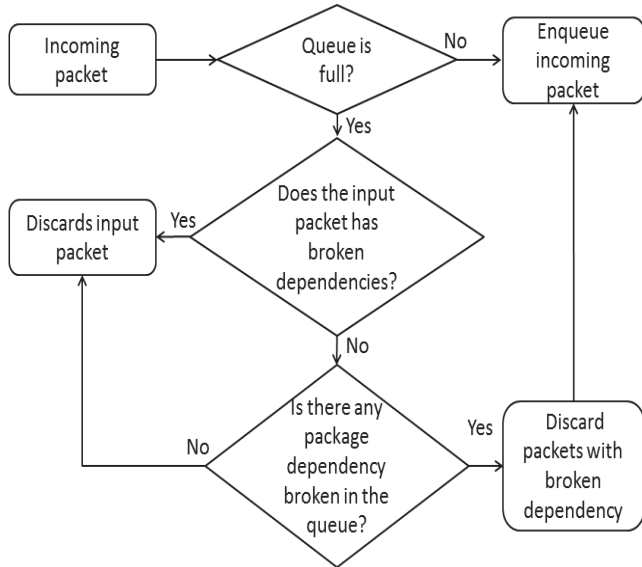 Incoming
packet
Queue is
full?
No
Enqueue
incoming
packet
Yes
Does the input
packet has
broken
dependencies?
Yes
Discards input
packet
No
Is there any
package
dependency
broken in the
queue?
No
Yes
Discard
packets with
broken
dependency